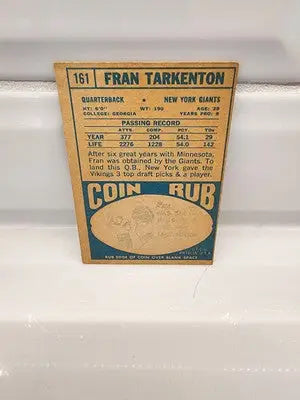 161 FRAN TARKENTON
QUARTERBACK ★ NEW YORK GIANTS
HT: 6'0" WT: 190 AGE: 28
COLLEGE: GEORGIA YEARS PRO: 8
PASSING RECORD
ATTS. COMP. PCT. TDs
YEAR 377 204 54.1 29
LIFE 2276 1228 54.0 142
After six great years with Minnesota,
Fran was obtained by the Giants. To
land this Q.B., New York gave the
Vikings 3 top draft picks & a player.
COIN RUB
RUB EDGE OF COIN OVER BLANK SPACE